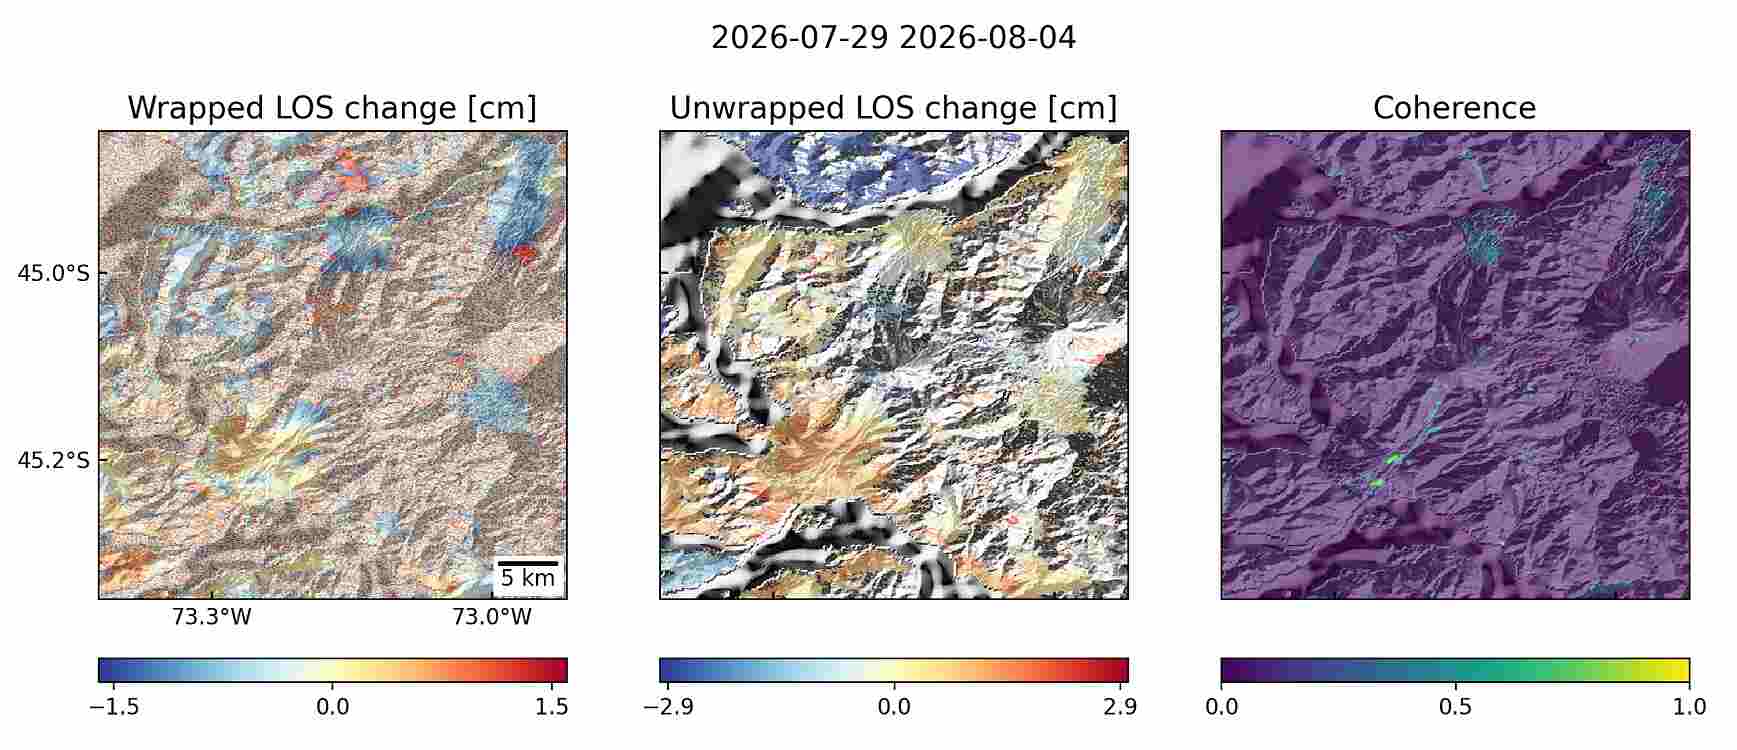 2026-07-29 2026-08-04
Wrapped LOS change [cm]
Unwrapped LOS change [cm]
Coherence
45.0°S
45.2°S
5 km
73.3°W
73.0°W
−1.5
0.0
1.5
−2.9
0.0
2.9
0.0
0.5
1.0